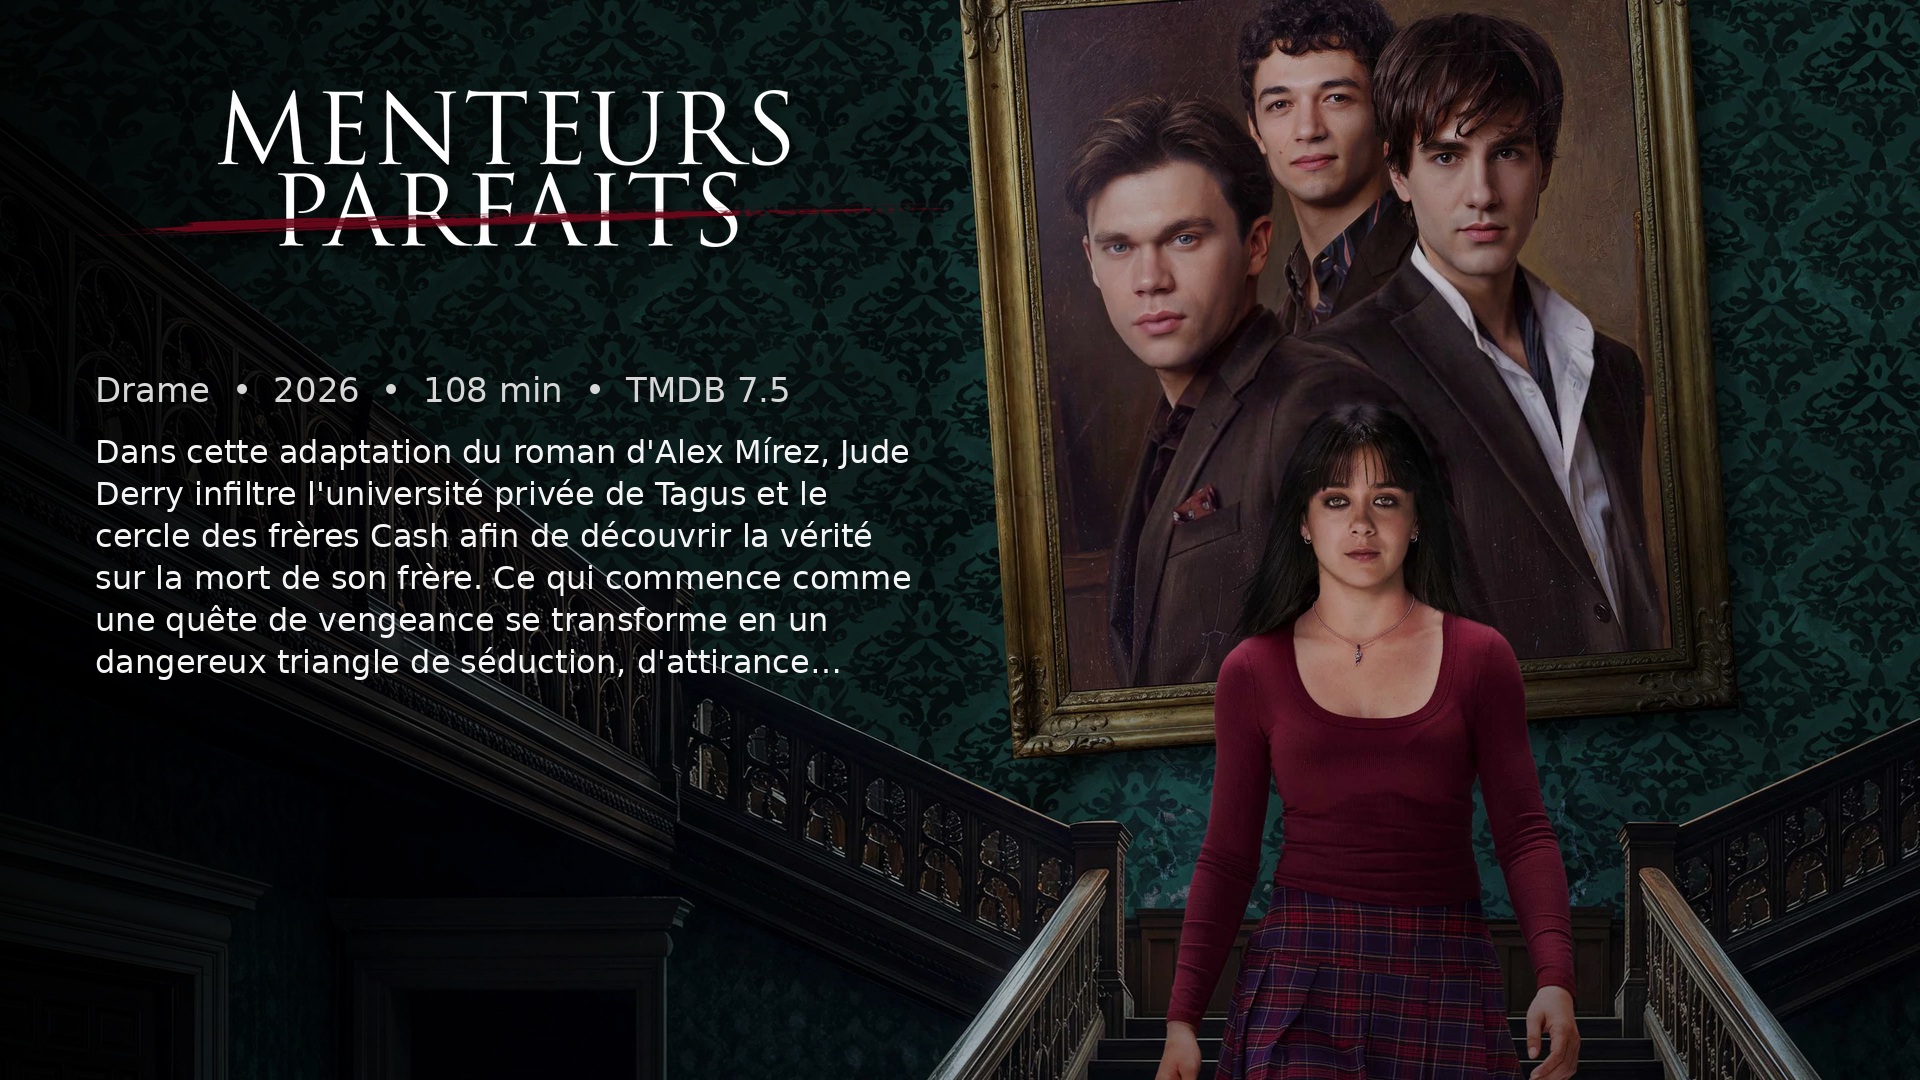 MENTEURS
PARFAITS
Drame • 2026 • 108 min • TMDB 7.5
Dans cette adaptation du roman d'Alex Mírez, Jude
Derry infiltre l'université privée de Tagus et le
cercle des frères Cash afin de découvrir la vérité
sur la mort de son frère. Ce qui commence comme
une quête de vengeance se transforme en un
dangereux triangle de séduction, d'attirance...